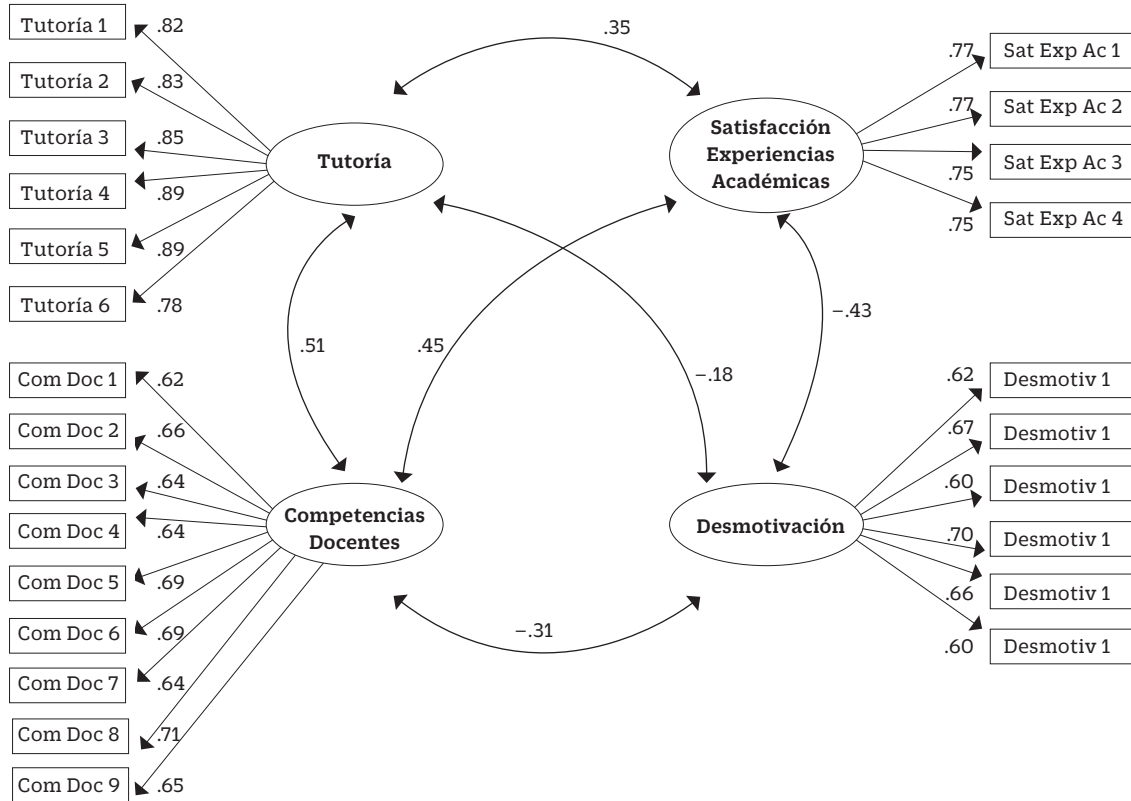 Tutoría 1
.82
Tutoría 2
.83
Tutoría 3
.85
Tutoría 4
.89
Tutoría 5
.89
Tutoría 6
.78
Tutoría
.35
Satisfacción
Experiencias
Académicas
.77
Sat Exp Ac 1
.77
Sat Exp Ac 2
Sat Exp Ac 3
.75
Sat Exp Ac 4
.75
.51
.45
–.18
–.43
Com Doc 1
.62
Com Doc 2
.66
Com Doc 3
.64
Com Doc 4
.64
Com Doc 5
.69
Com Doc 6
.69
Com Doc 7
.64
Com Doc 8
.71
Com Doc 9
.65
Competencias
Docentes
–.31
Desmotivación
.62
Desmotiv 1
.67
Desmotiv 1
.60
Desmotiv 1
.70
Desmotiv 1
.66
Desmotiv 1
.60
Desmotiv 1